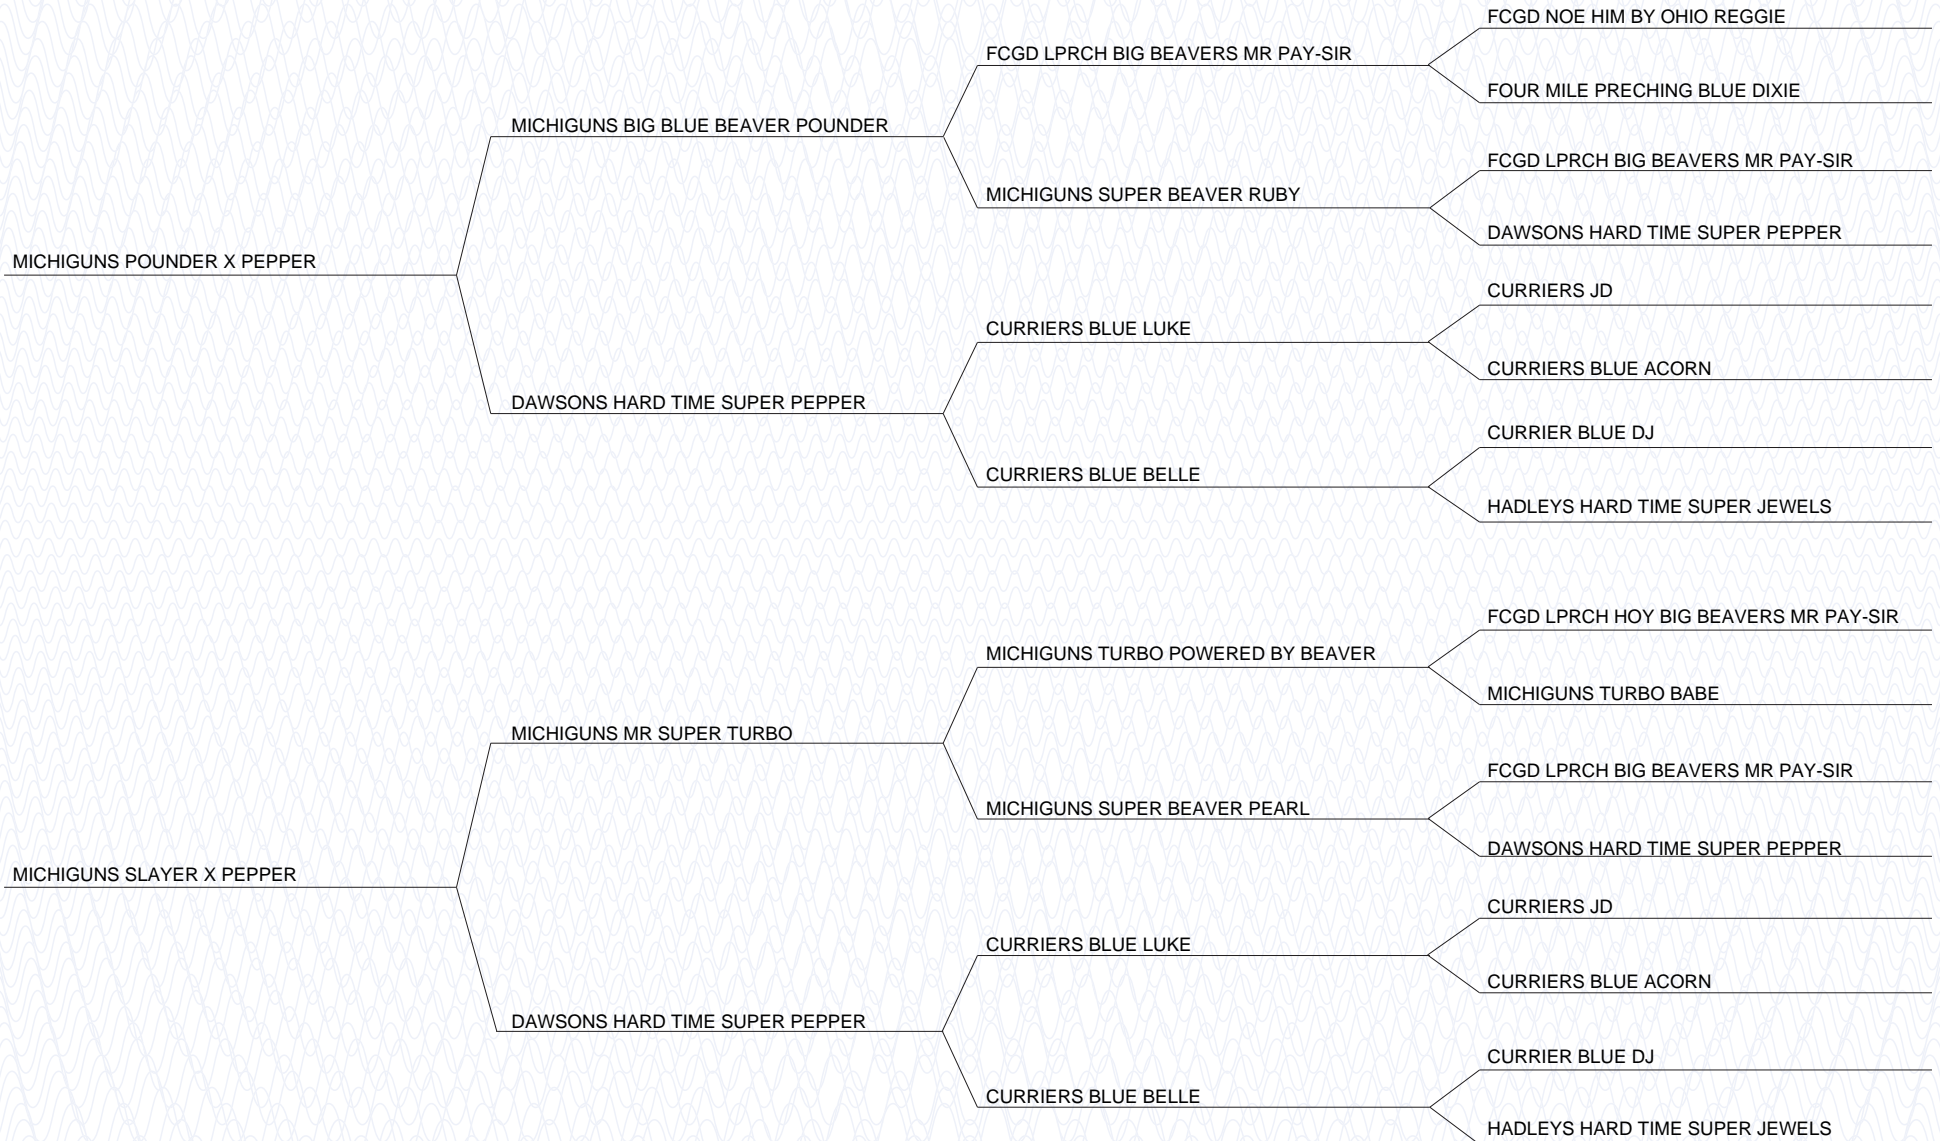 FCGD NOE HIM BY OHIO REGGIE
FCGD LPRCH BIG BEAVERS MR PAY-SIR
FOUR MILE PRECHING BLUE DIXIE
MICHIGUNS BIG BLUE BEAVER POUNDER
FCGD LPRCH BIG BEAVERS MR PAY-SIR
MICHIGUNS SUPER BEAVER RUBY
DAWSONS HARD TIME SUPER PEPPER
MICHIGUNS POUNDER X PEPPER
CURRIERS JD
CURRIERS BLUE LUKE
CURRIERS BLUE ACORN
DAWSONS HARD TIME SUPER PEPPER
CURRIER BLUE DJ
CURRIERS BLUE BELLE
HADLEYS HARD TIME SUPER JEWELS
FCGD LPRCH HOY BIG BEAVERS MR PAY-SIR
MICHIGUNS TURBO POWERED BY BEAVER
MICHIGUNS TURBO BABE
MICHIGUNS MR SUPER TURBO
FCGD LPRCH BIG BEAVERS MR PAY-SIR
MICHIGUNS SUPER BEAVER PEARL
DAWSONS HARD TIME SUPER PEPPER
MICHIGUNS SLAYER X PEPPER
CURRIERS JD
CURRIERS BLUE LUKE
CURRIERS BLUE ACORN
DAWSONS HARD TIME SUPER PEPPER
CURRIER BLUE DJ
CURRIERS BLUE BELLE
HADLEYS HARD TIME SUPER JEWELS